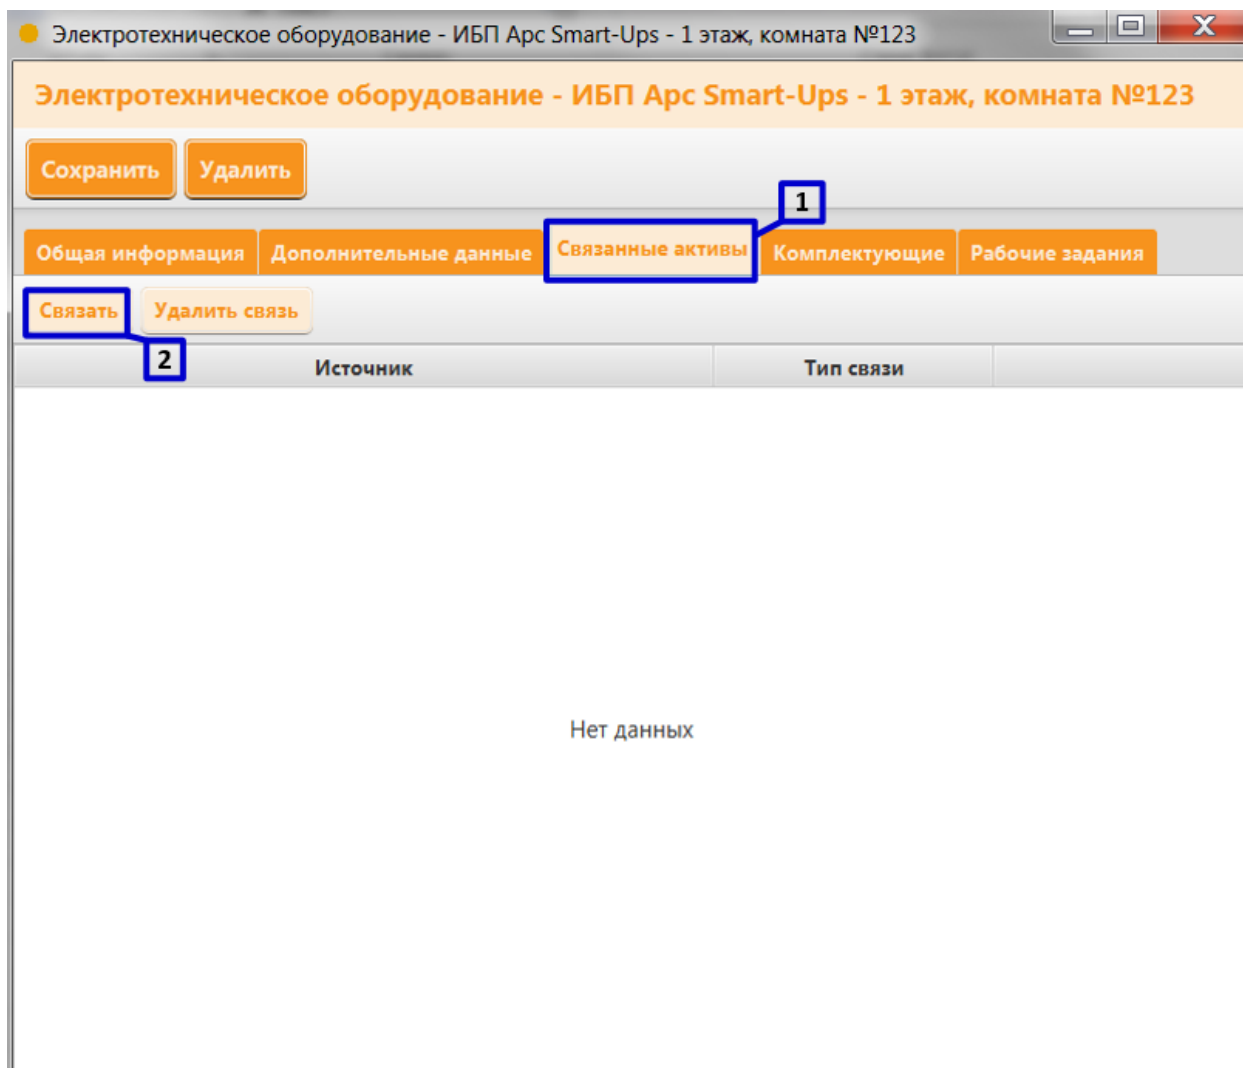 Электротехническое оборудование - ИБП Apc Smart-Ups - 1 этаж, комната №123
Электротехническое оборудование - ИБП Apc Smart-Ups - 1 этаж, комната №123
Сохранить Удалить
1
Общая информация Дополнительные данные Связанные активы Комплектующие Рабочие задания
Связать Удалить связь
2
Источник Тип связи
Нет данных